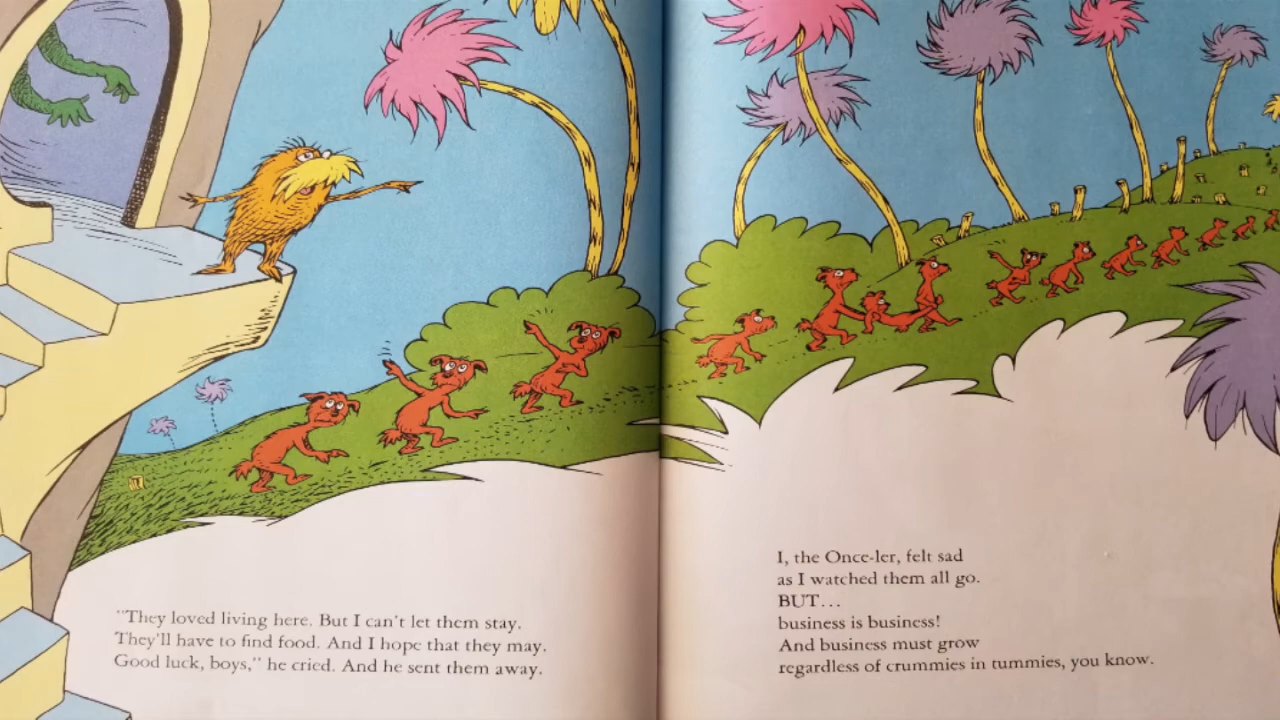 "They loved living here. But I can't let them stay.
They'll have to find food. And I hope that they may.
Good luck, boys," he cried. And he sent them away.
I, the Once-ler, felt sad
as I watched them all go.
BUT...
business is business!
And business must grow
regardless of crummies in tummies, you know.